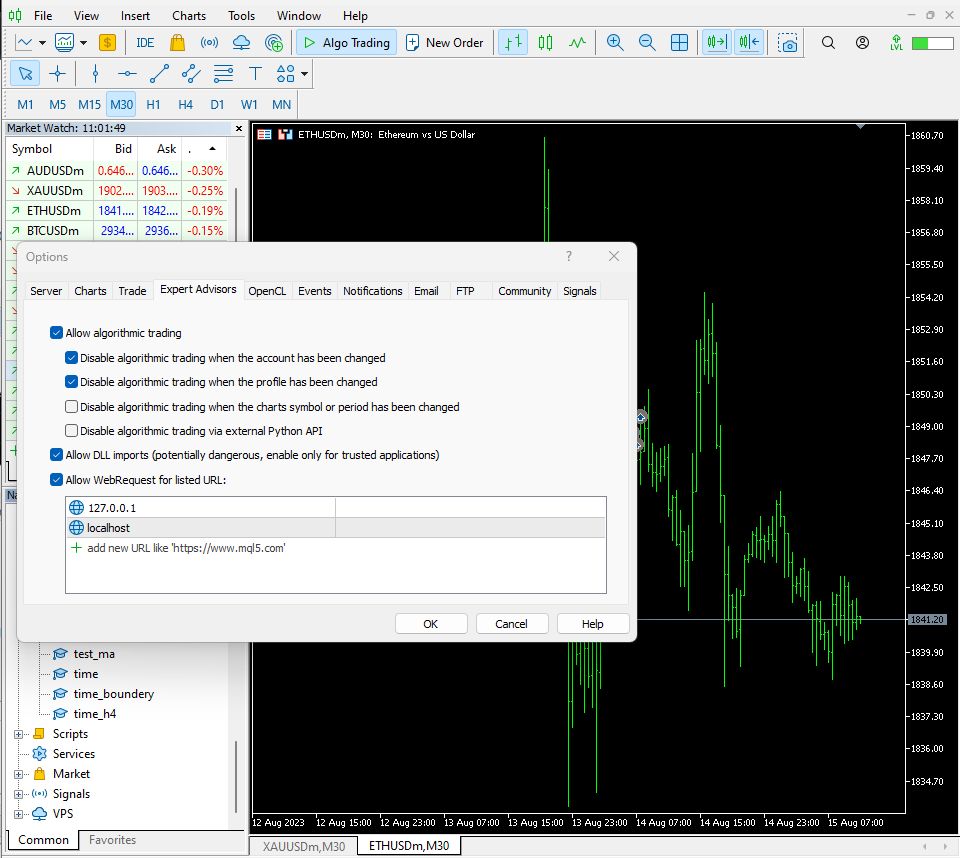 File View Insert Charts Tools Window Help
IDE Algo Trading New Order LVL
M1 M5 M15 M30 H1 H4 D1 W1 MN
Market Watch: 11:01:49
Symbol Bid Ask .
AUDUSDm 0.646... 0.646... -0.30%
XAUUSDm 1902.... 1903.... -0.25%
ETHUSDm 1841.... 1842.... -0.19%
BTCUSDm 2934... 2936... -0.15%
ETHUSDm, M30: Ethereum vs US Dollar
Options
Server Charts Trade Expert Advisors OpenCL Events Notifications Email FTP Community Signals
Allow algorithmic trading
Disable algorithmic trading when the account has been changed
Disable algorithmic trading when the profile has been changed
Disable algorithmic trading when the charts symbol or period has been changed
Disable algorithmic trading via external Python API
Allow DLL imports (potentially dangerous, enable only for trusted applications)
Allow WebRequest for listed URL:
127.0.0.1
localhost
add new URL like 'https://www.mql5.com'
OK Cancel Help
Na
test_ma
time
time_boundery
time_h4
Scripts
Services
Market
Signals
VPS
Common Favorites
1860.70
1859.40
1858.10
1856.80
1855.50
1854.20
1852.90
1851.60
1850.30
1849.00
1847.70
1846.40
1845.10
1843.80
1842.50
1841.20
1839.90
1838.60
1837.30
1836.00
1834.70
12 Aug 2023 12 Aug 15:00 12 Aug 23:00 13 Aug 07:00 13 Aug 15:00 13 Aug 23:00 14 Aug 07:00 14 Aug 15:00 14 Aug 23:00 15 Aug 07:00
XAUUSDm,M30 ETHUSDm,M30